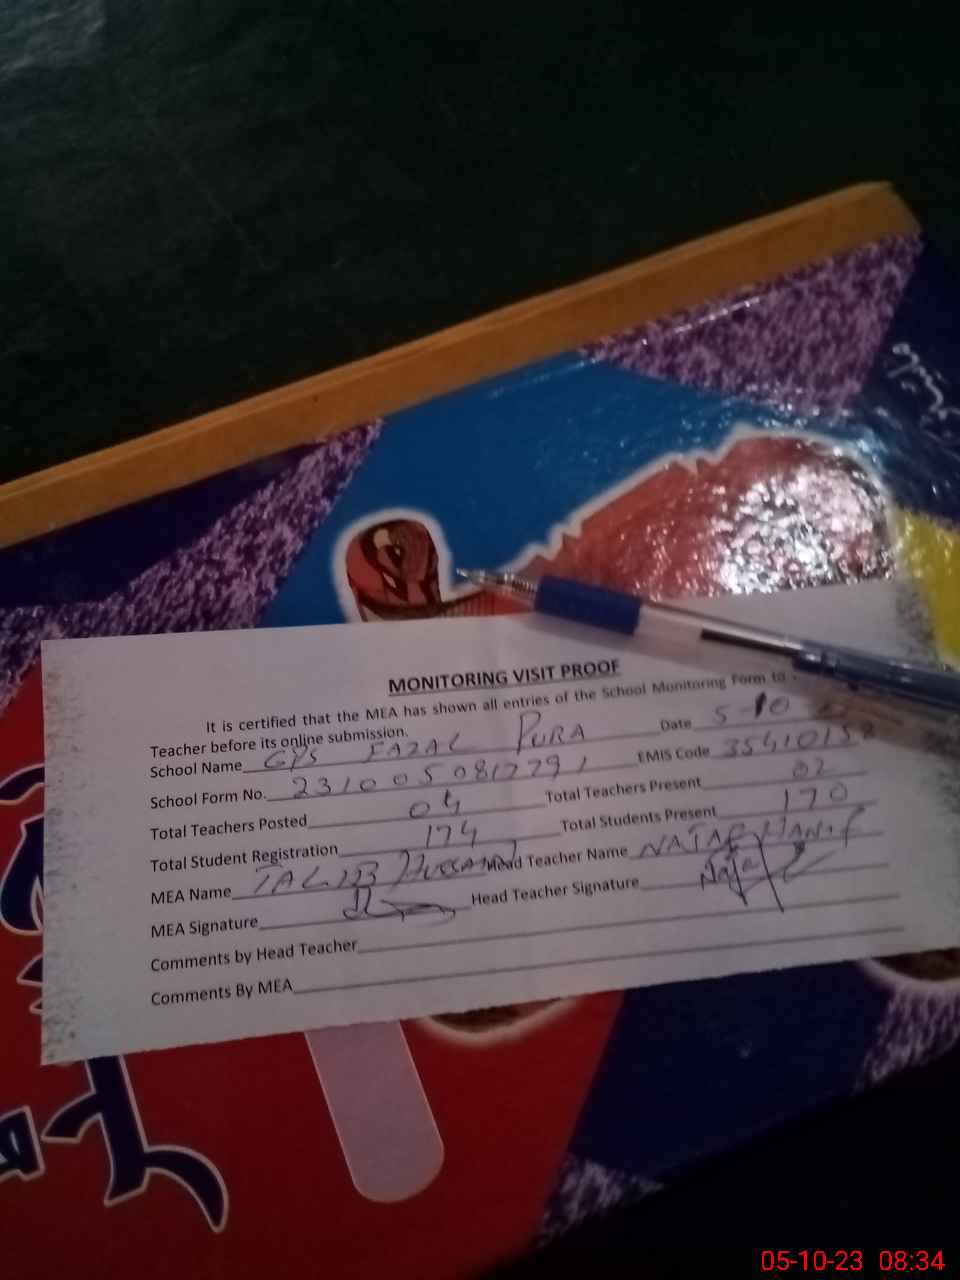 MONITORING VISIT PROOF
It is certified that the MEA has shown all entries of the School Monitoring Form to
Teacher before its online submission. Date 5-10
School Name GPS FAZAL PURA
School Form No. EMIS Code
Total Teachers Posted 04 Total Teachers Present 02
Total Student Registration 174 Total Students Present 170
MEA Name TALIB HUSSAIN Head Teacher Name HANIF
MEA Signature Head Teacher Signature
Comments by Head Teacher
Comments By MEA
05-10-23 08:34